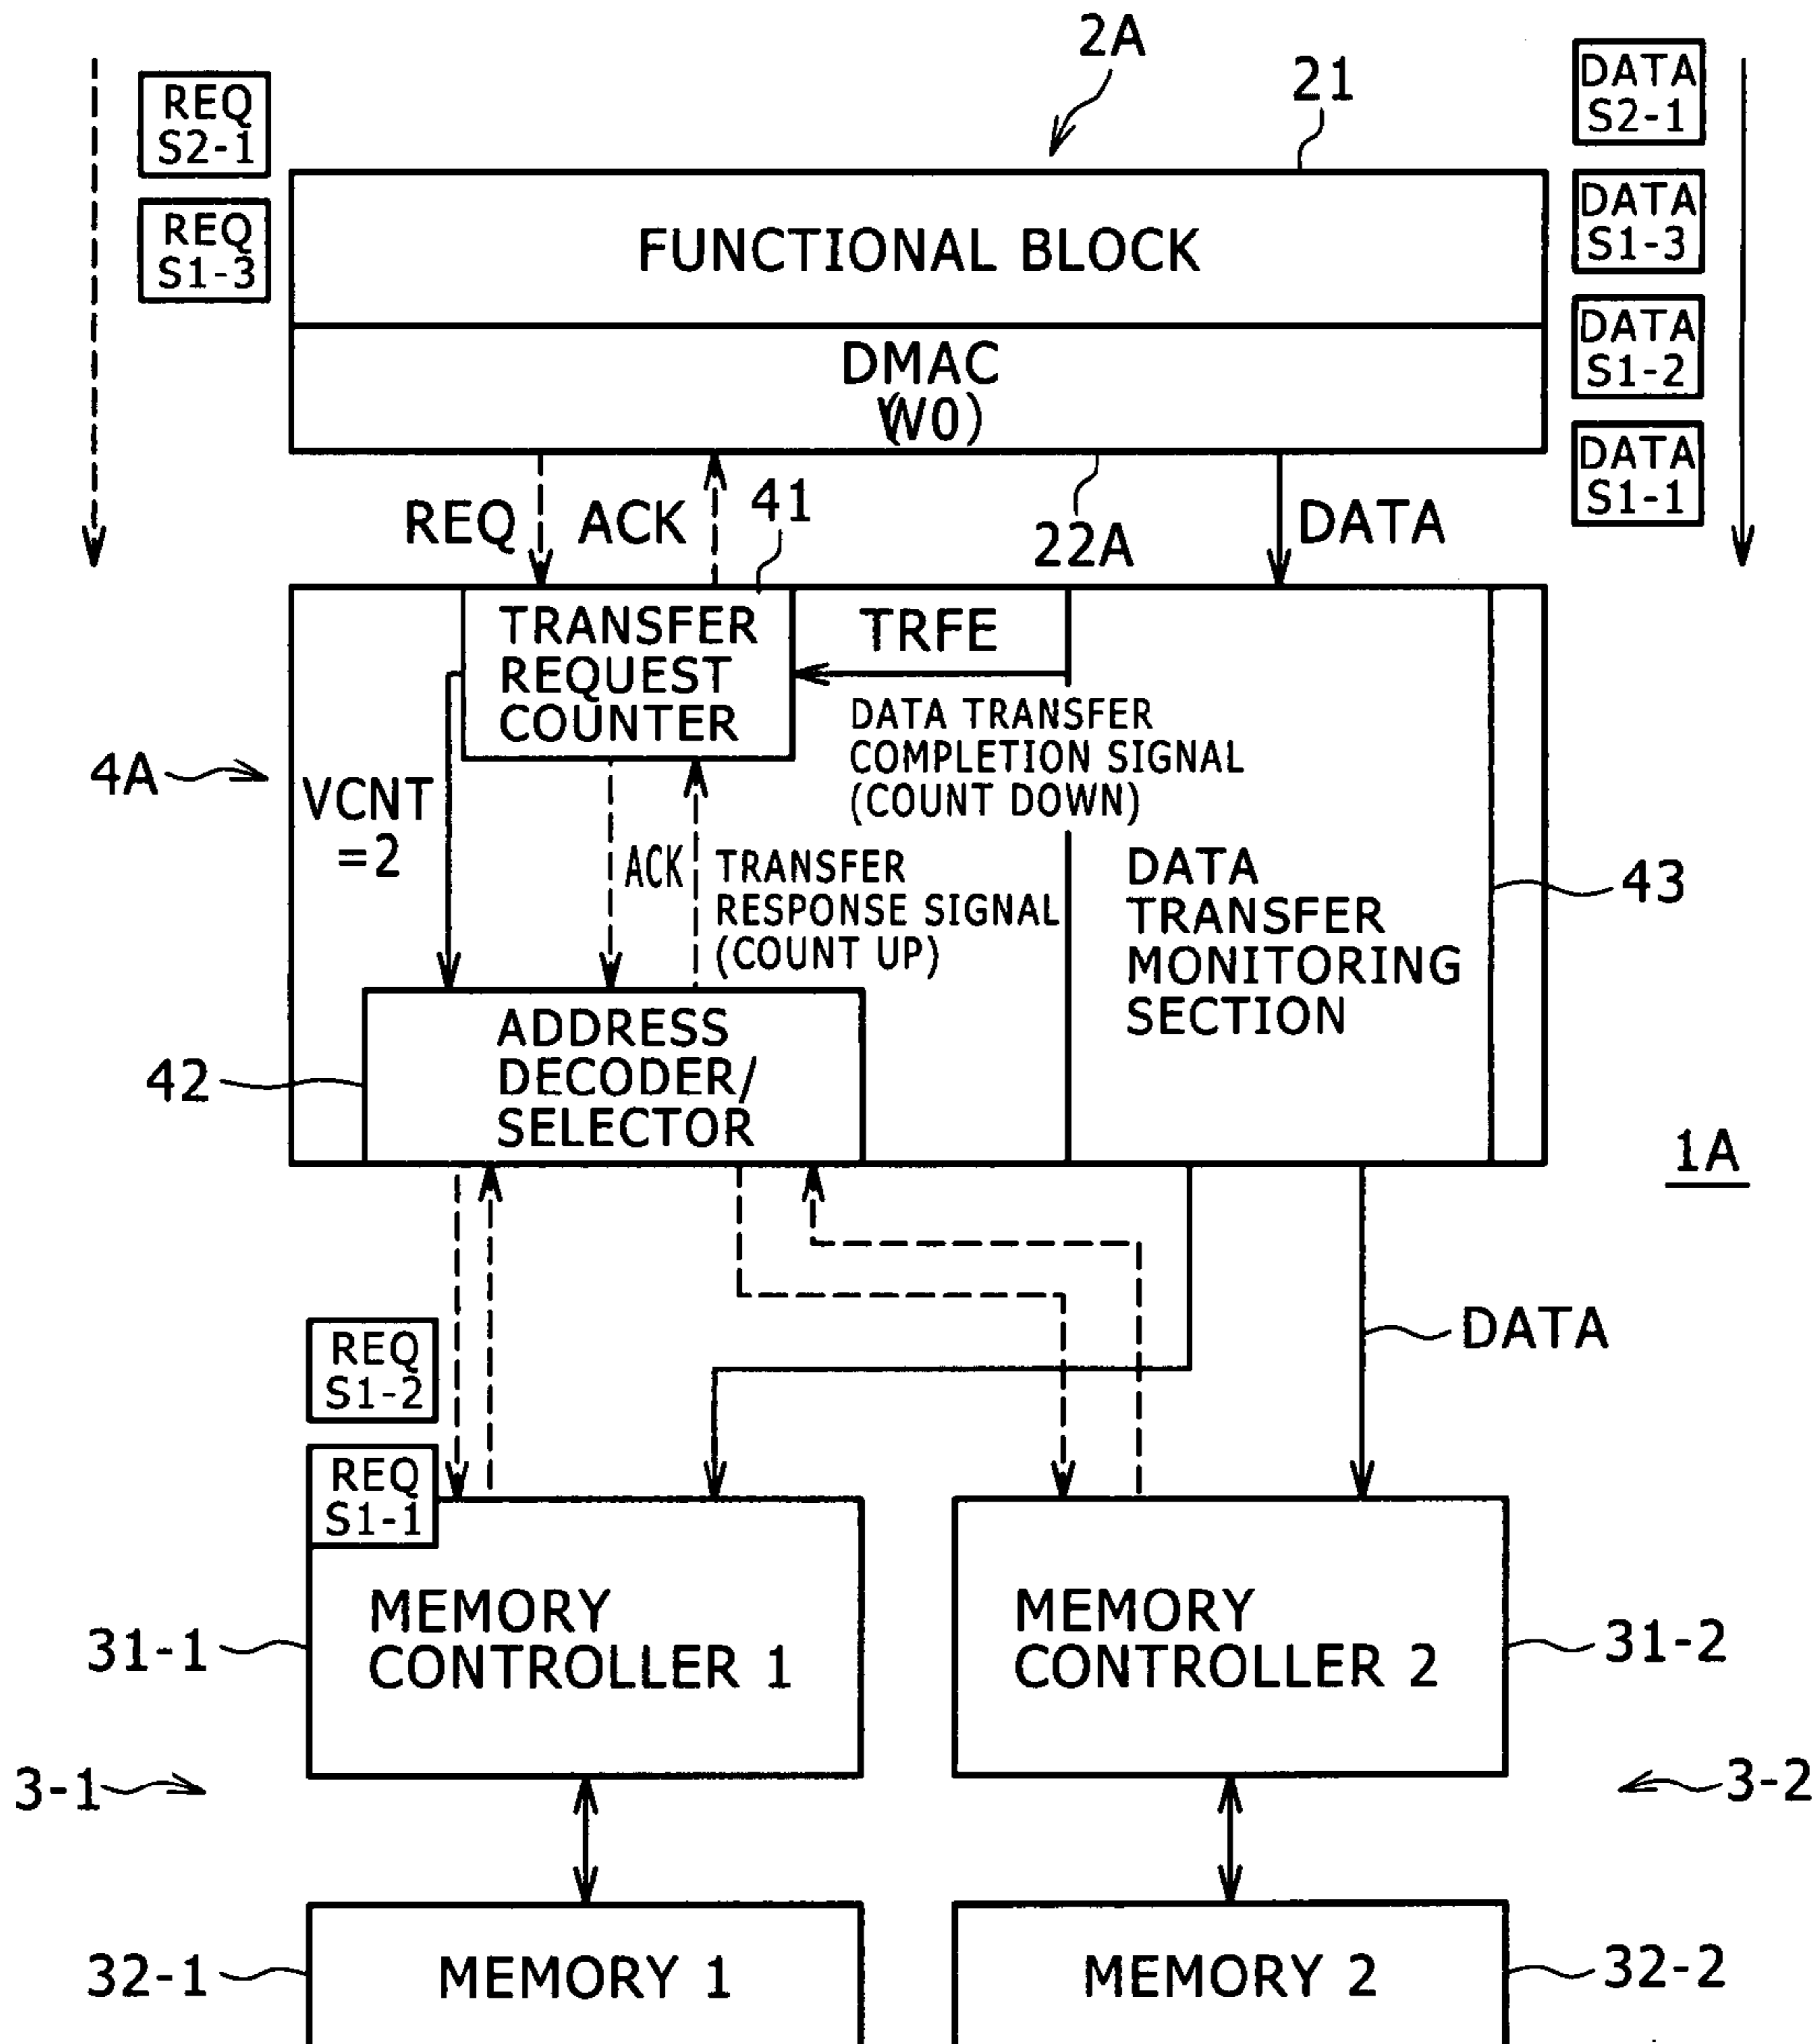 2A
21
REQ
S2-1
REQ
S1-3
DATA
S2-1
DATA
S1-3
DATA
S1-2
DATA
S1-1
FUNCTIONAL BLOCK
DMAC
(W0)
REQ
ACK
41
22A
DATA
TRANSFER
REQUEST
COUNTER
TRFE
DATA TRANSFER
COMPLETION SIGNAL
(COUNT DOWN)
4A
VCNT
=2
ACK
TRANSFER
RESPONSE SIGNAL
(COUNT UP)
DATA
TRANSFER
MONITORING
SECTION
43
42
ADDRESS
DECODER/
SELECTOR
1A
REQ
S1-2
DATA
REQ
S1-1
MEMORY
CONTROLLER 1
MEMORY
CONTROLLER 2
31-1
31-2
3-1
3-2
32-1
MEMORY 1
MEMORY 2
32-2